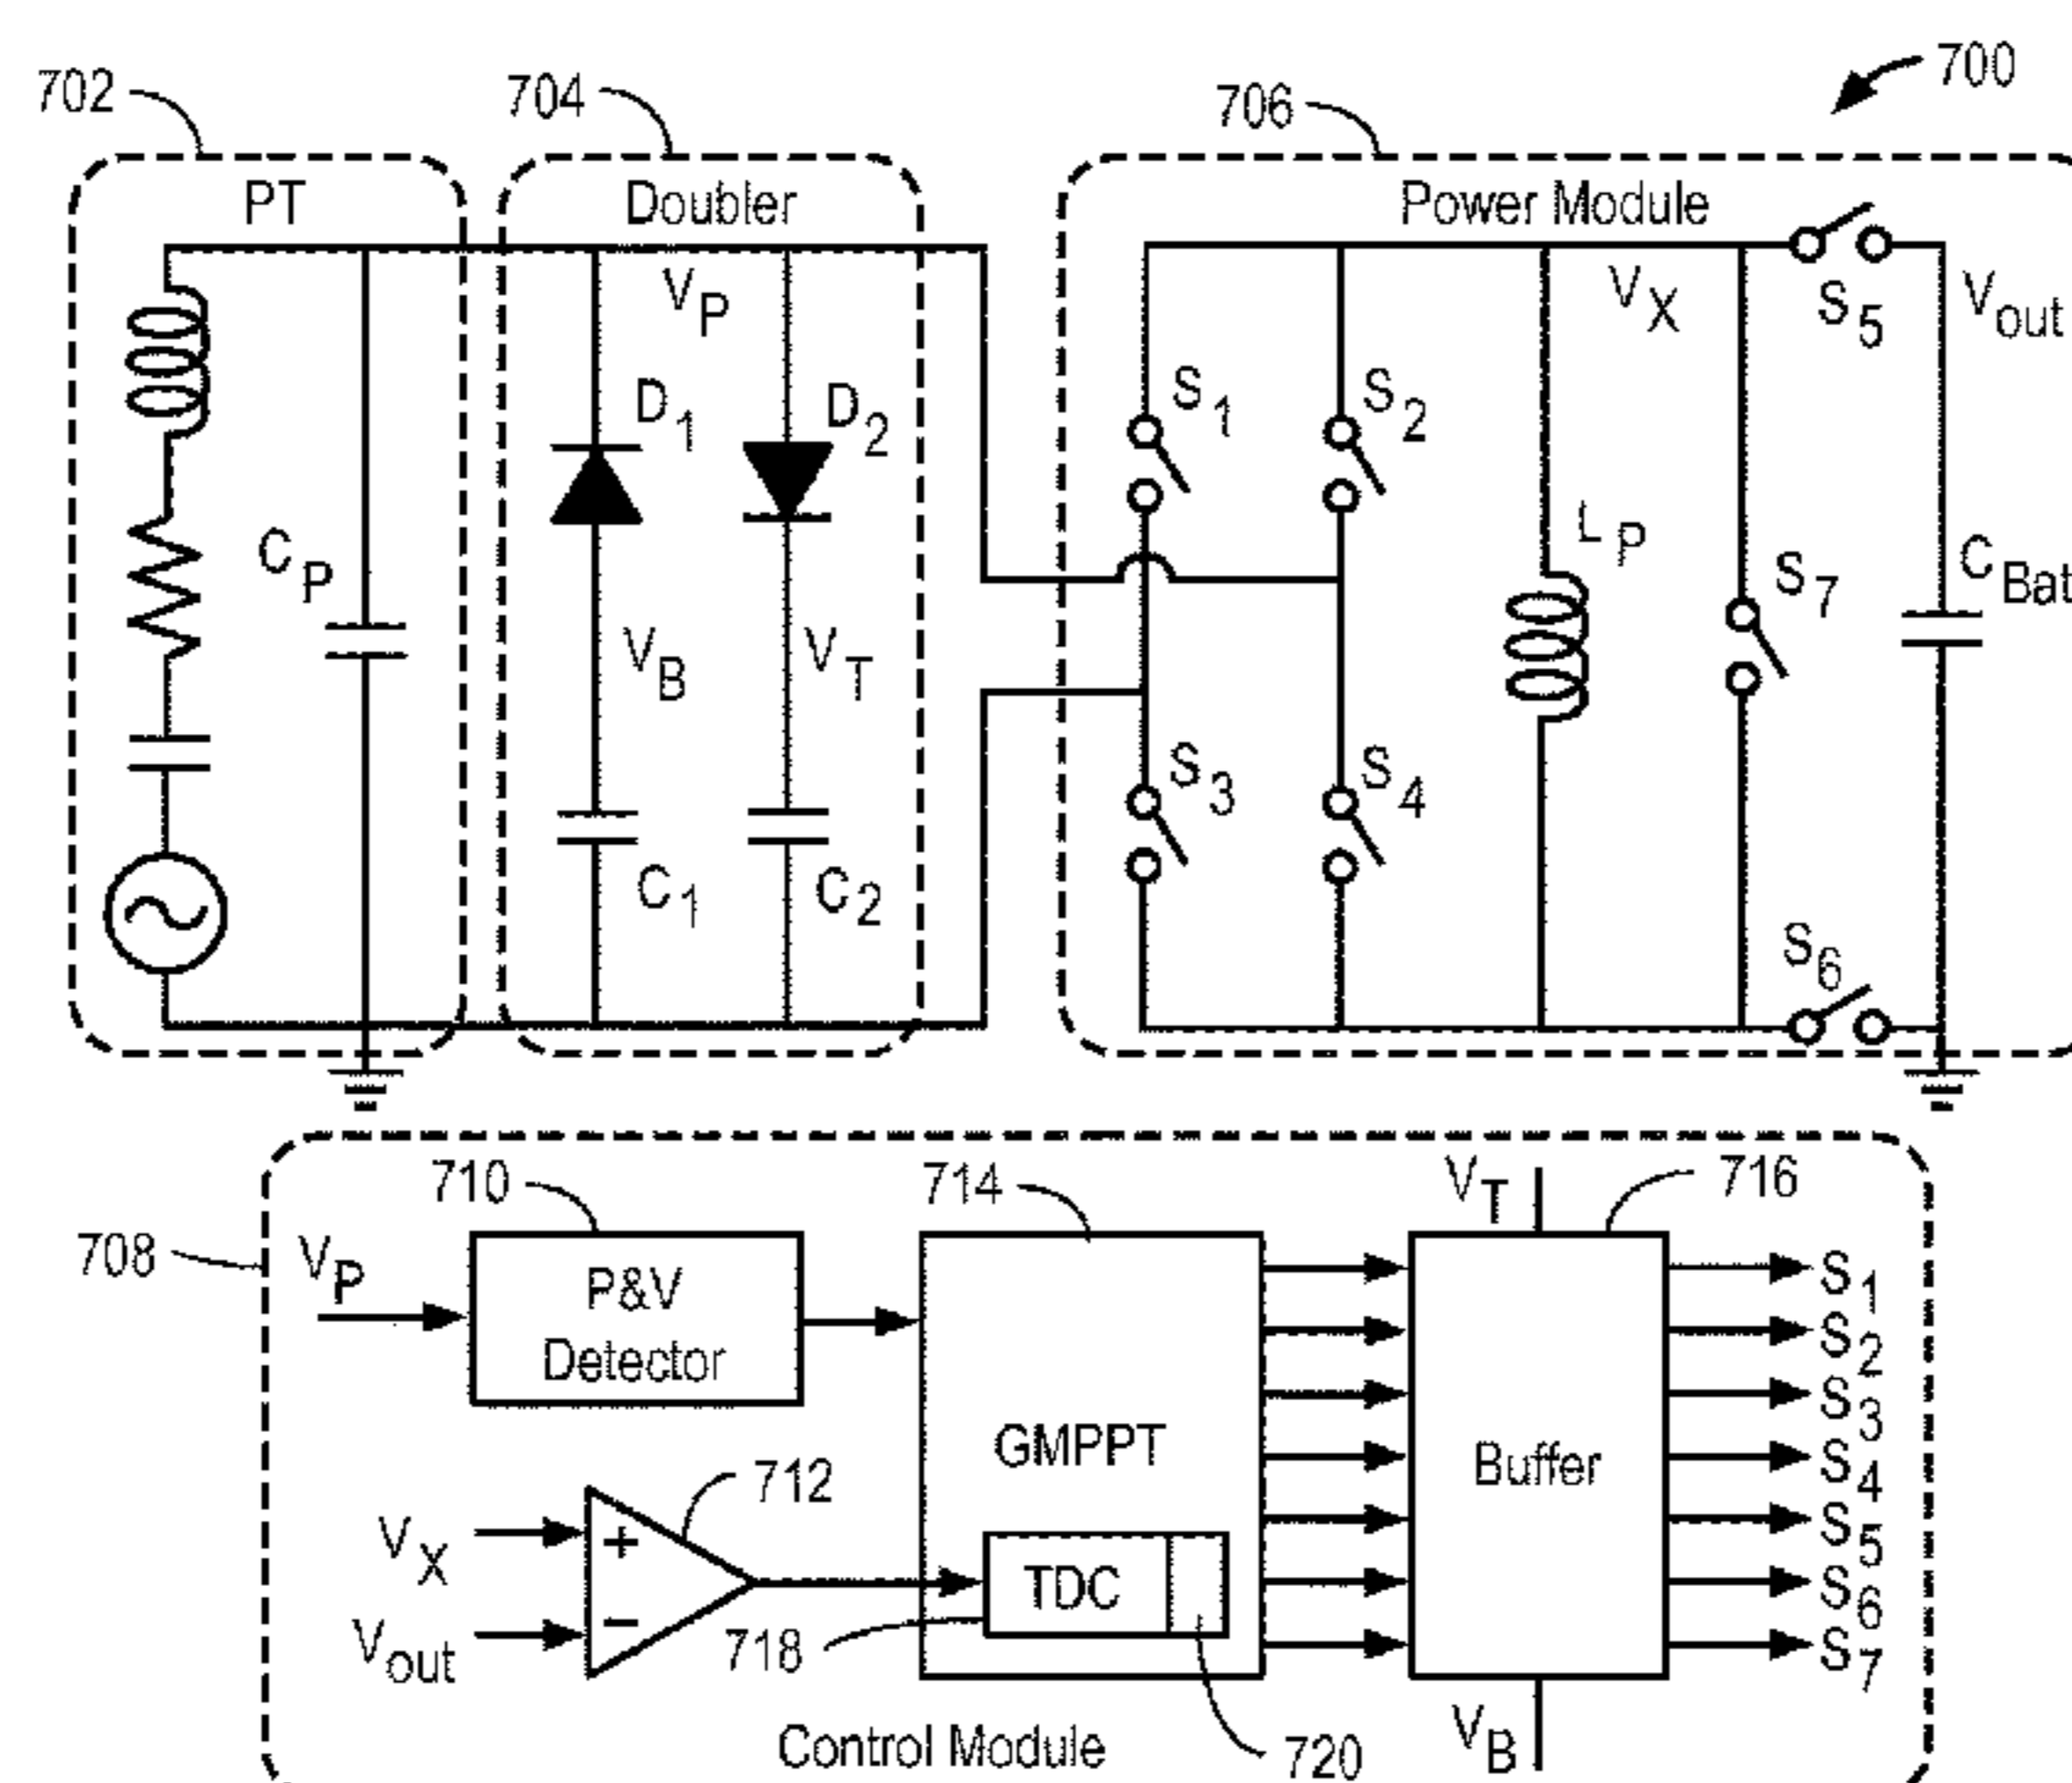 700
702
704
706
PT
Doubler
Power Module
VP
VX
S5
Vout
D1
D2
S1
S2
CP
LP
S7
CBat
VB
VT
S3
S4
C1
C2
S6
708
710
714
VT
716
VP
P&V
Detector
GMPPT
Buffer
S1
S2
S3
S4
S5
S6
S7
712
VX
+
Vout
−
TDC
718
720
VB
Control Module